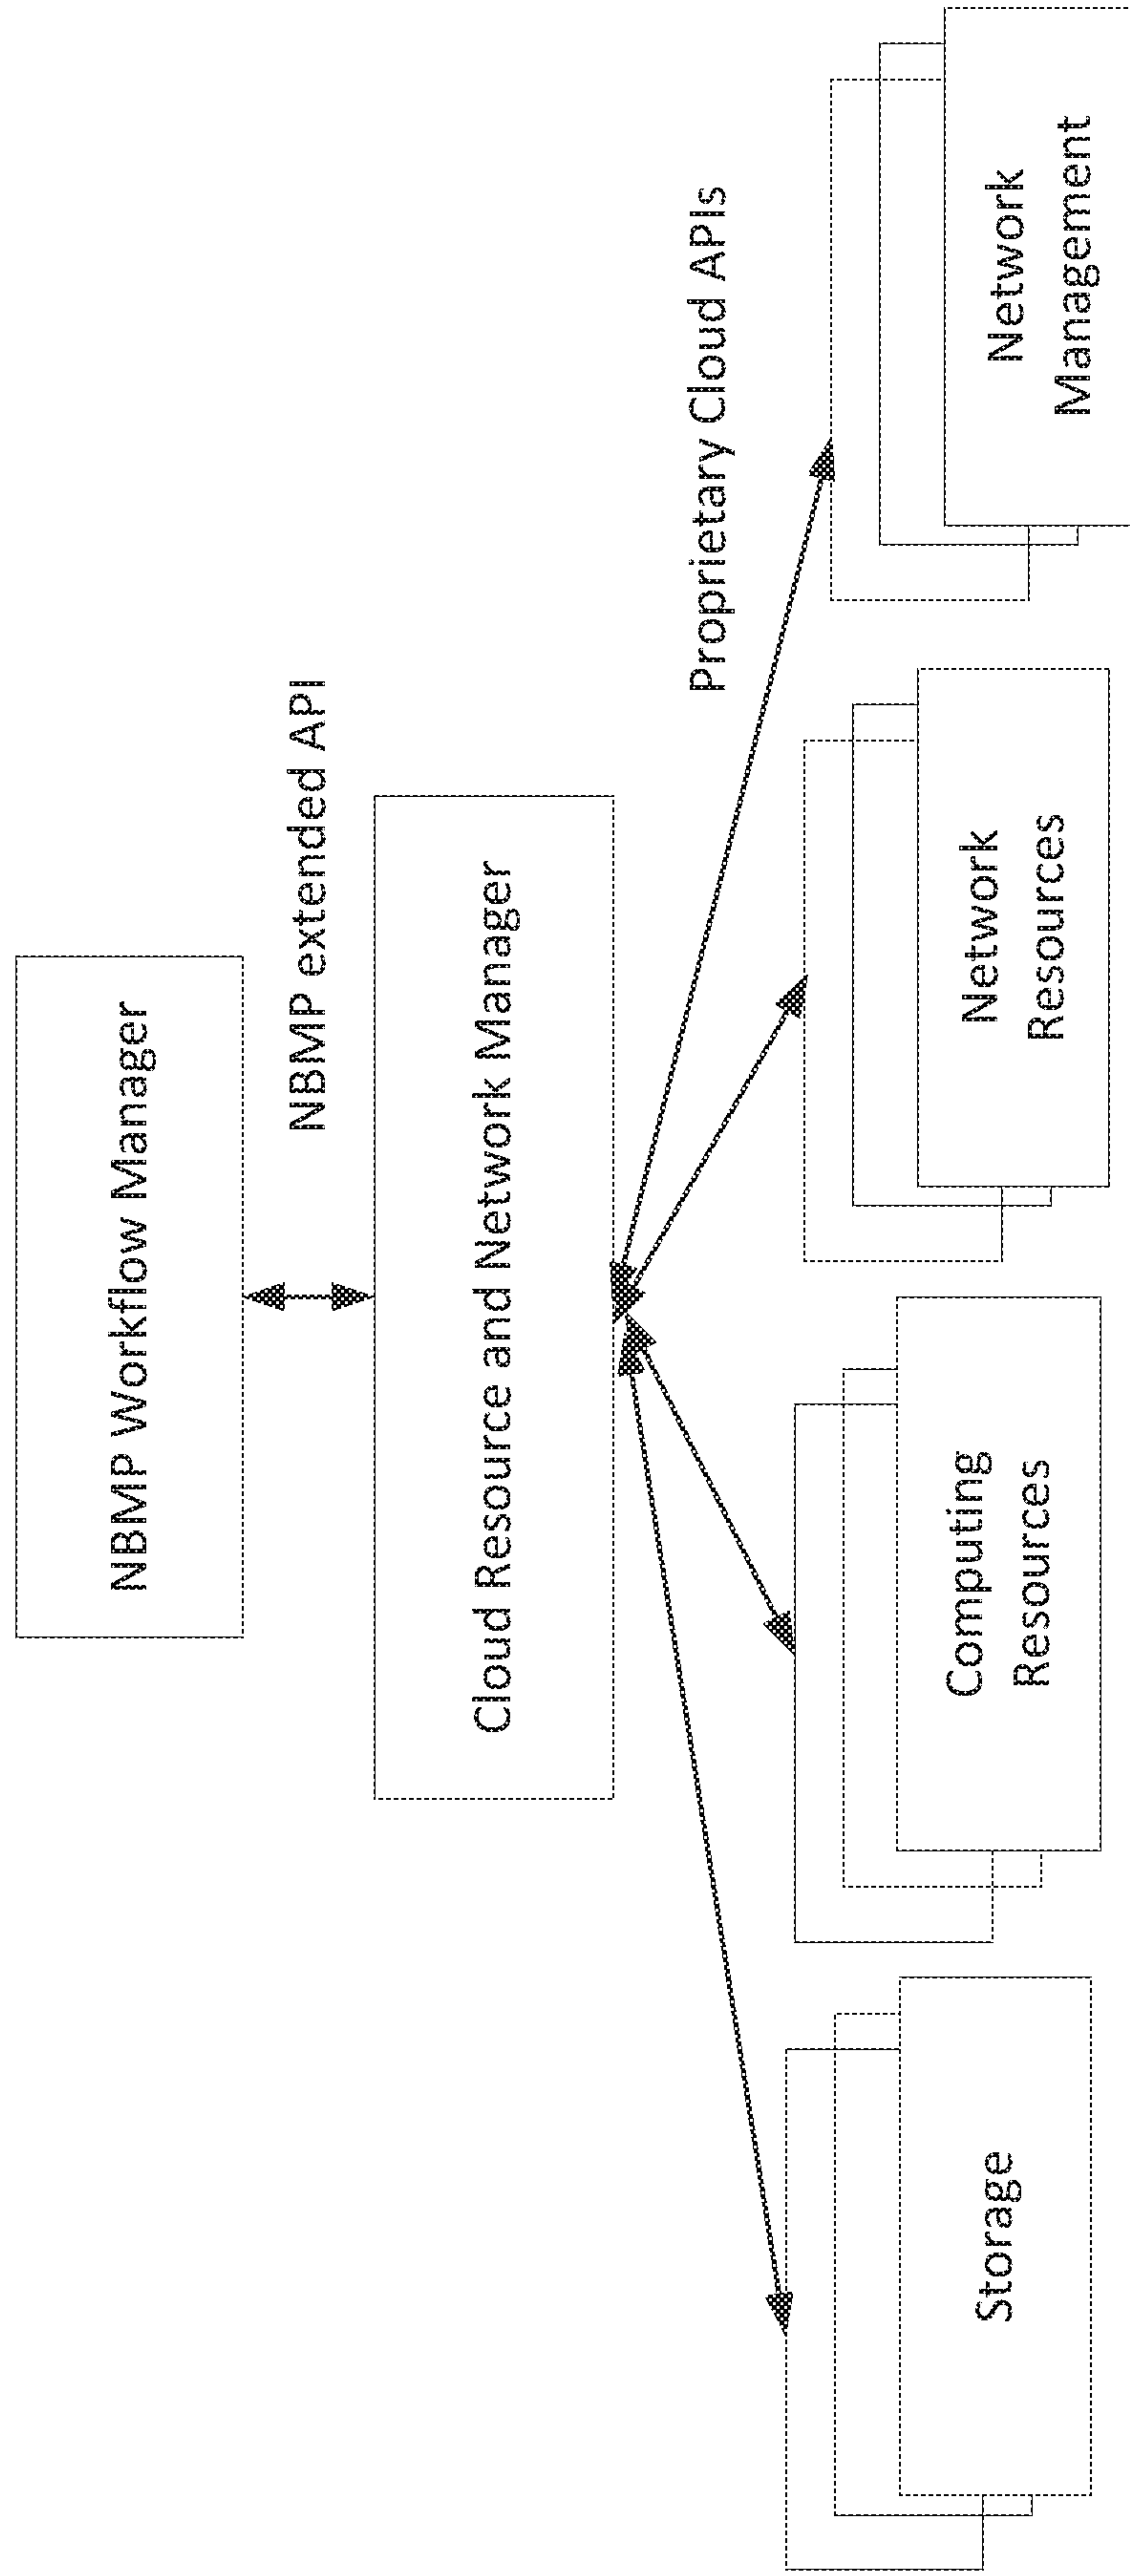 NBMP Workflow Manager
NBMP extended API
Cloud Resource and Network Manager
Proprietary Cloud APIs
Storage
Computing
Resources
Network
Resources
Network
Management